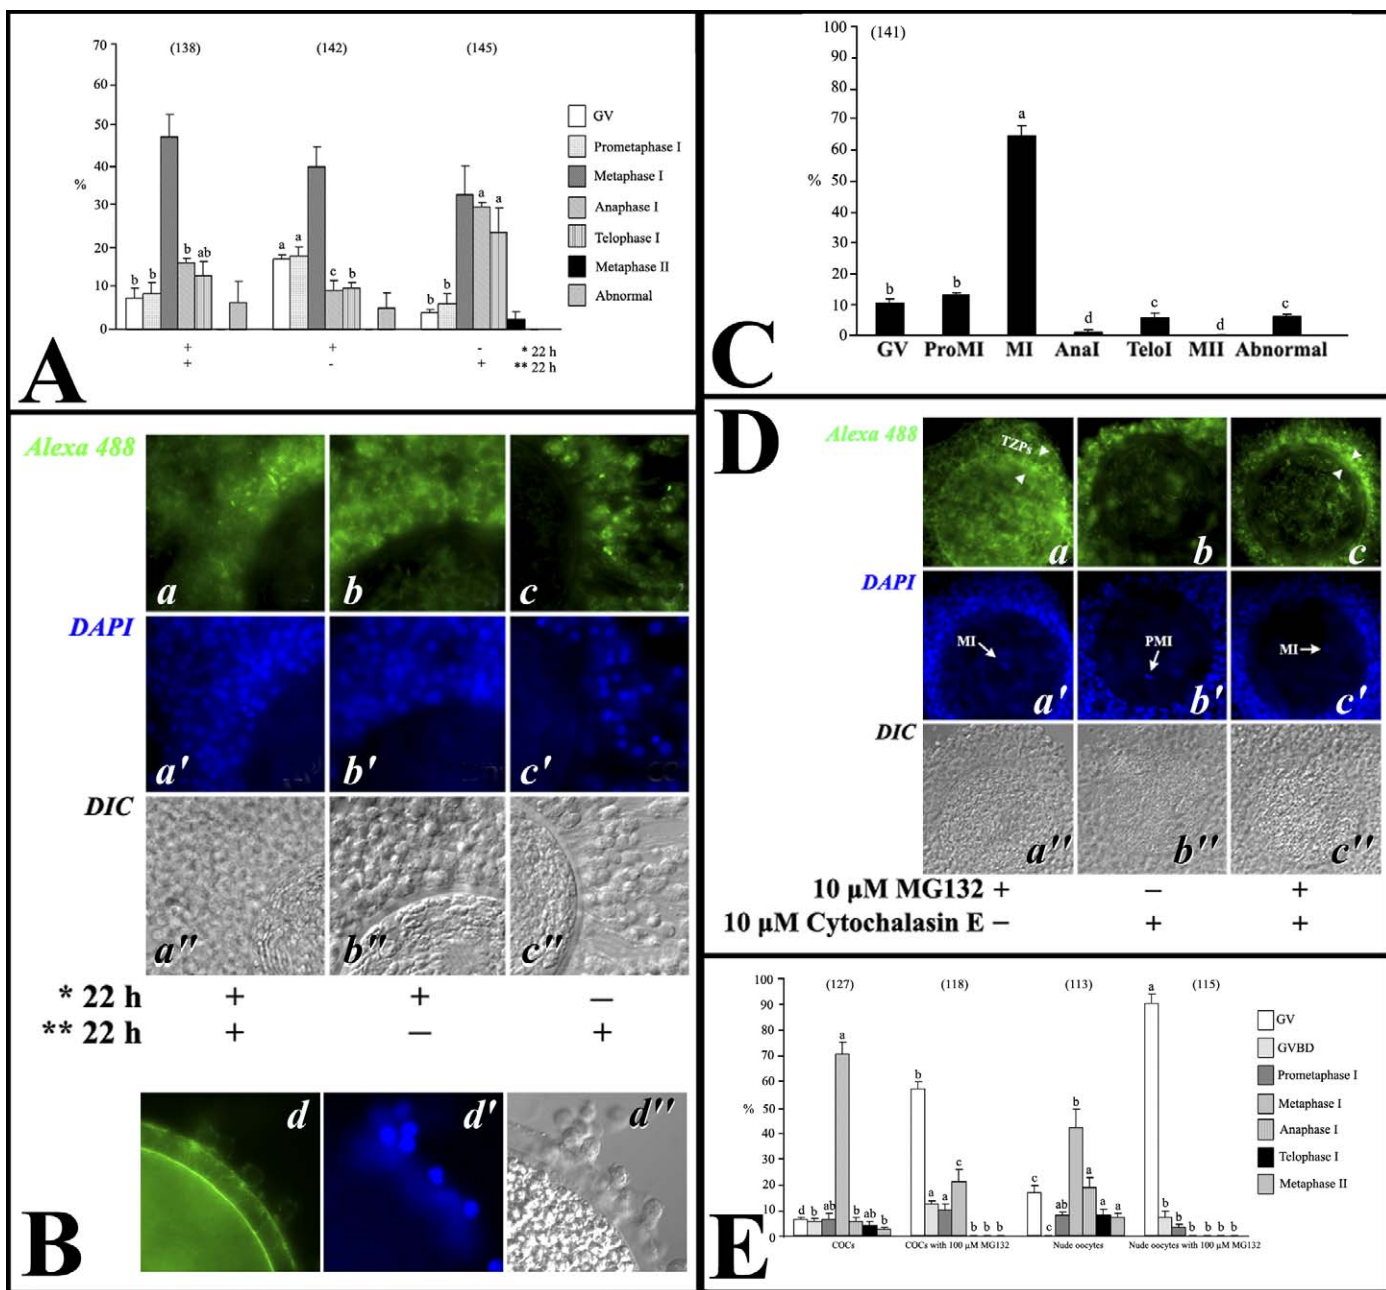 A
70
60
50
40
30
20
10
0
%
(138)
(142)
(145)
b
b
b
ab
a
a
c
b
b
b
a
a
GV
Prometaphase I
Metaphase I
Anaphase I
Telophase I
Metaphase II
Abnormal
+ + - * 22 h
+ - + ** 22 h
B
Alexa 488
a b c
DAPI
a' b' c'
DIC
a'' b'' c''
* 22 h + + –
** 22 h + – +
d d' d''
C
100
90
80
70
60
50
40
30
20
10
0
%
(141)
b b a d c d c
GV ProMI MI AnaI TeloI MII Abnormal
D
Alexa 488
TZPs
a b c
DAPI
MI PMI MI
a' b' c'
DIC
a'' b'' c''
10 µM MG132 + – +
10 µM Cytochalasin E – + +
E
100
90
80
70
60
50
40
30
20
10
0
%
(127) (118) (113) (115)
d b ab a b ab b
b a a c b b b
c c ab b a a a
a b b b b b b
COCs
COCs with 100 µM MG132
Nude oocytes
Nude oocytes with 100 µM MG132
GV
GVBD
Prometaphase I
Metaphase I
Anaphase I
Telophase I
Metaphase II